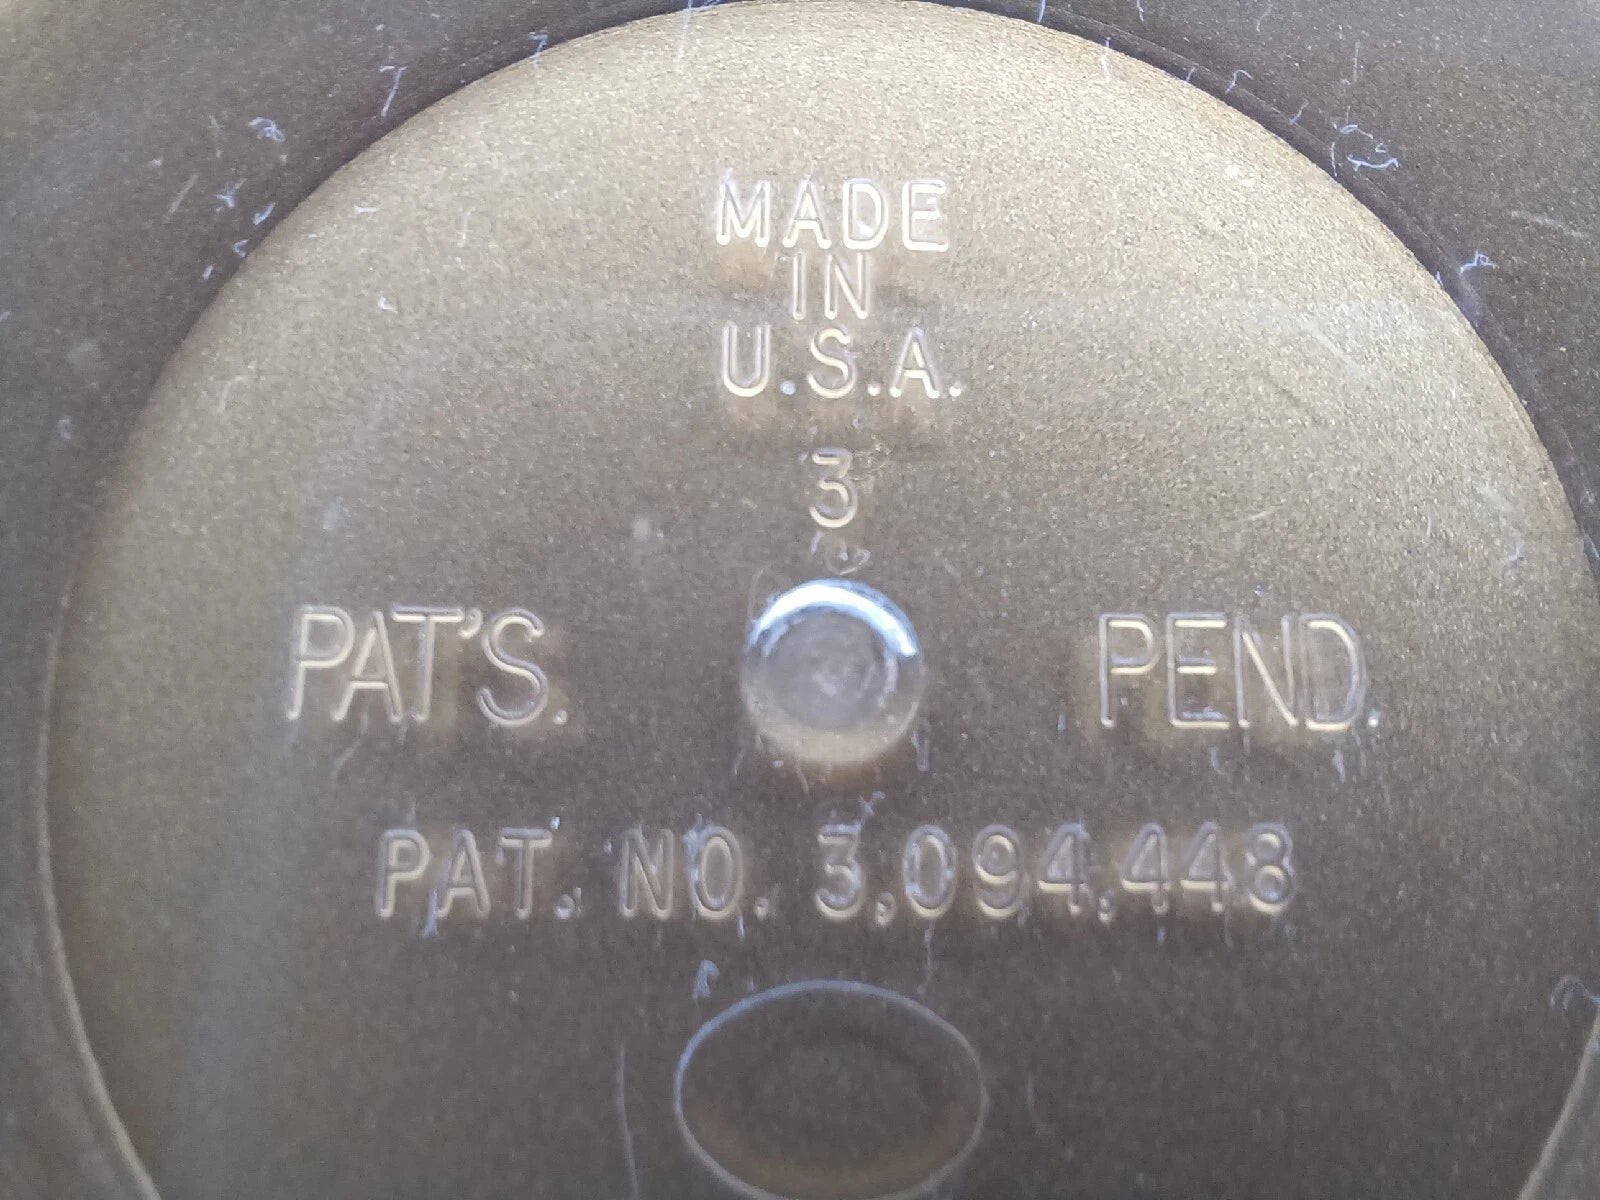 MADE
IN
U.S.A.
3
PAT'S. PEND.
PAT. NO. 3,094,448